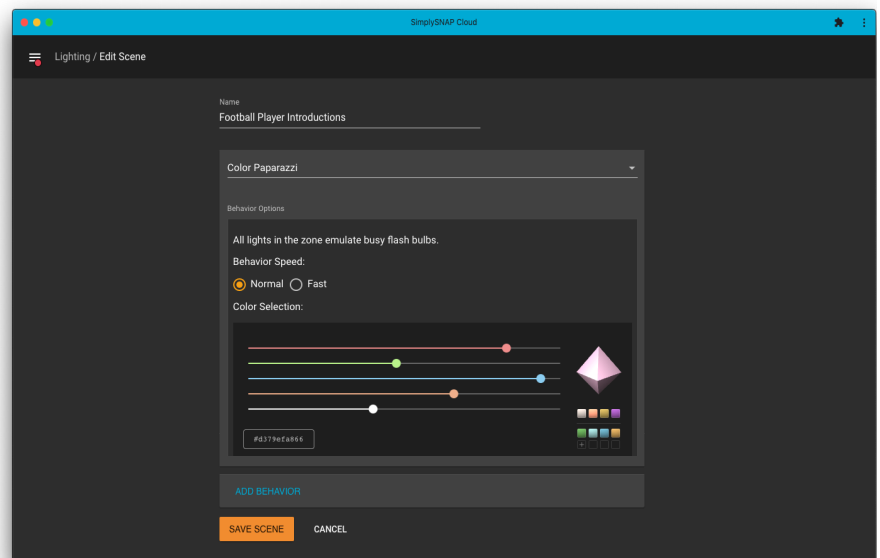 SimplySNAP Cloud
Lighting / Edit Scene
Name
Football Player Introductions
Color Paparazzi
Behavior Options
All lights in the zone emulate busy flash bulbs.
Behavior Speed:
Normal Fast
Color Selection:
#d379efa866
ADD BEHAVIOR
SAVE SCENE CANCEL